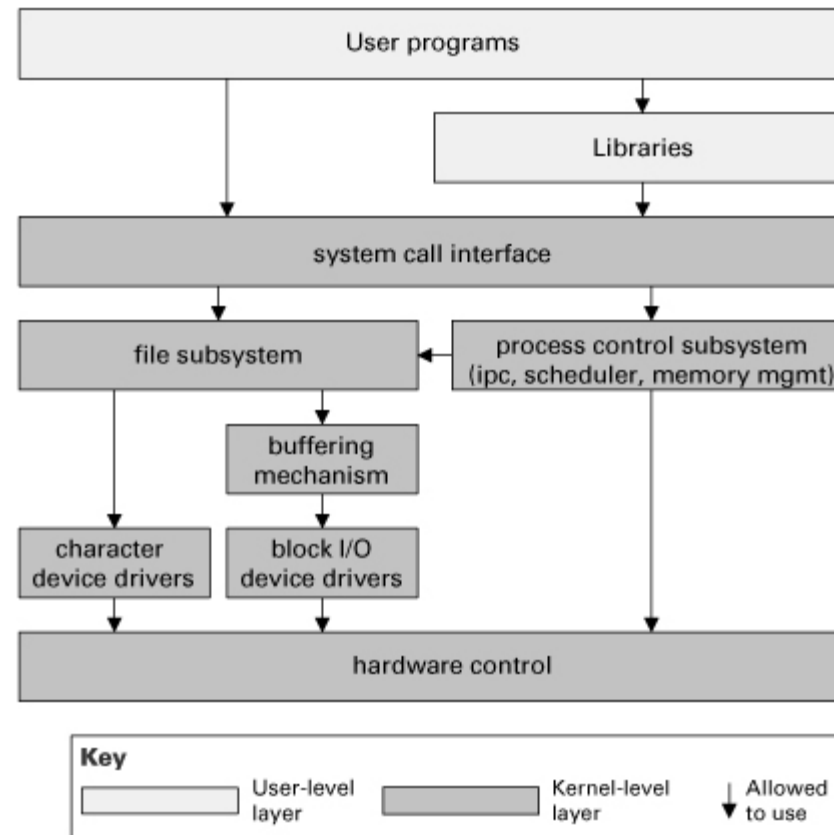 User programs
Libraries
system call interface
file subsystem
process control subsystem
(ipc, scheduler, memory mgmt)
buffering
mechanism
character
device drivers
block I/O
device drivers
hardware control
Key
User-level
layer
Kernel-level
layer
Allowed
to use